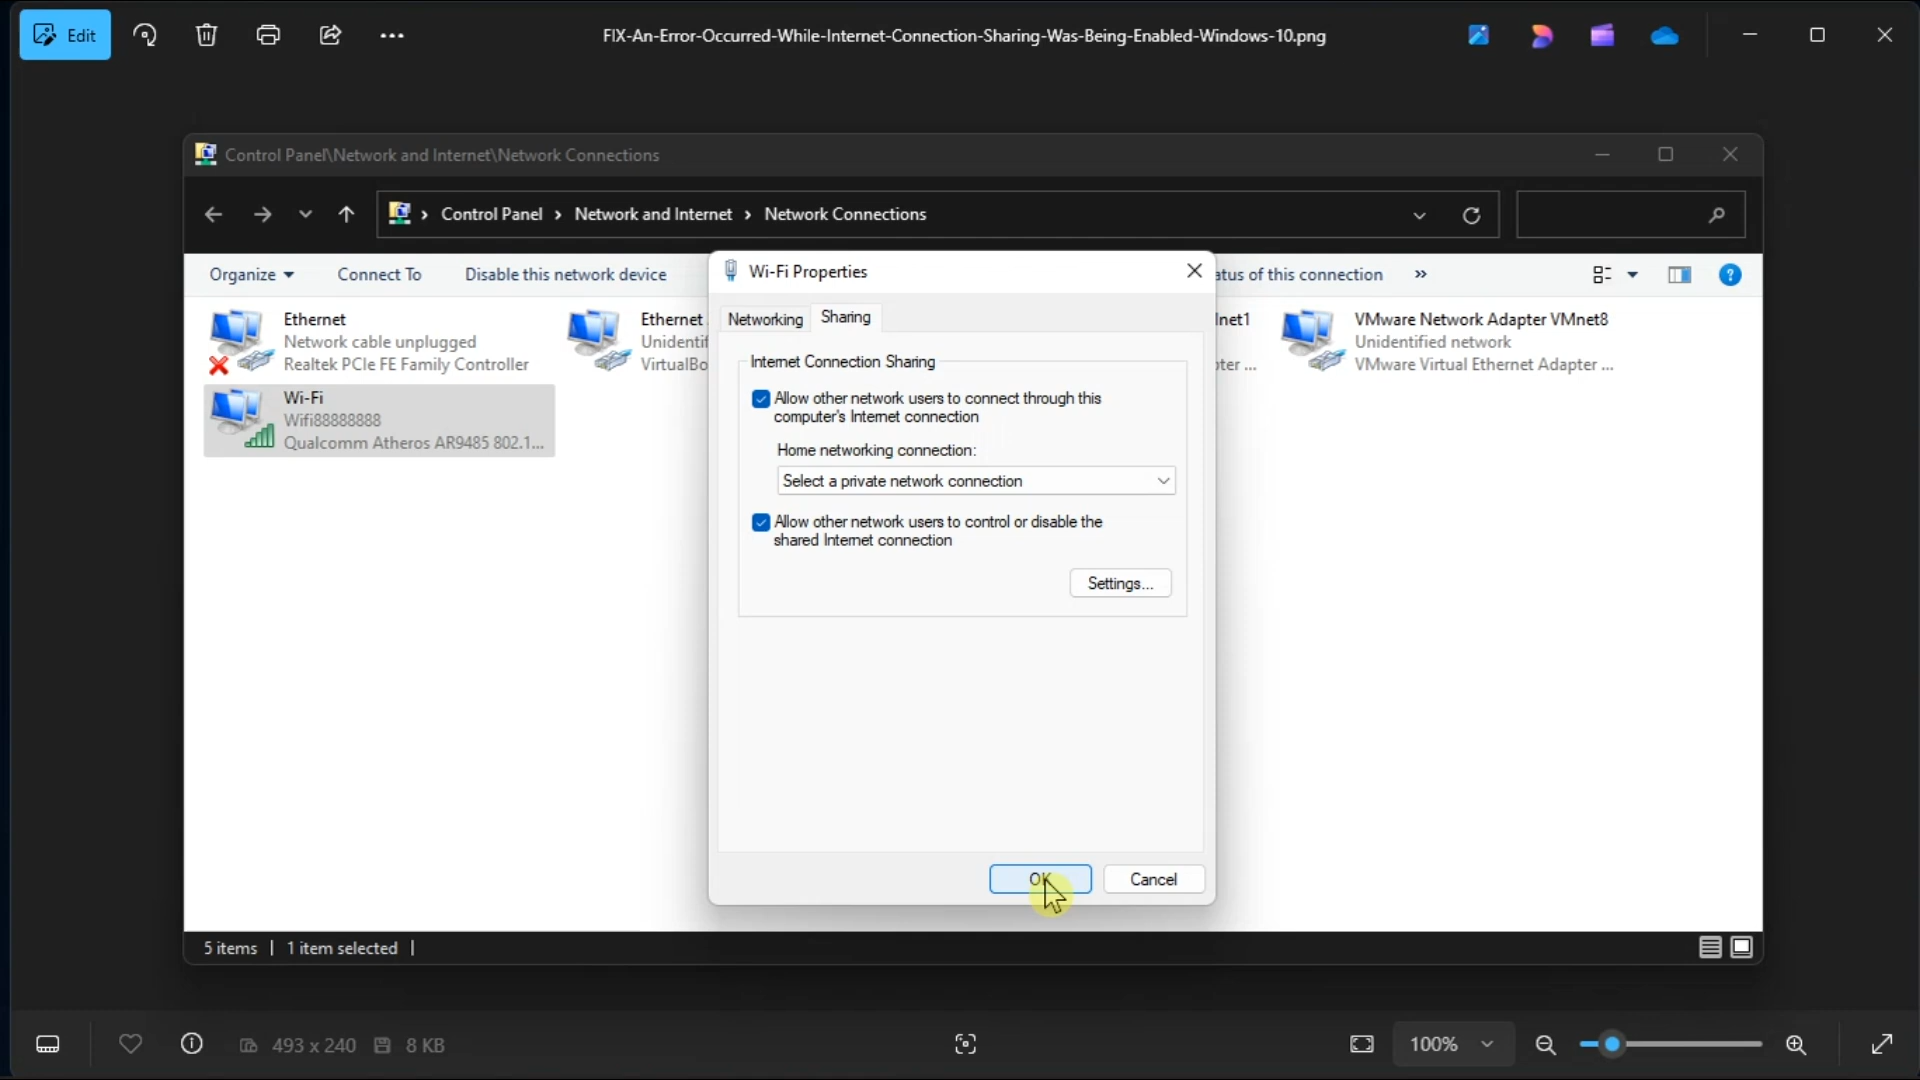 Edit
FIX-An-Error-Occurred-While-Internet-Connection-Sharing-Was-Being-Enabled-Windows-10.png
Control Panel\Network and Internet\Network Connections
Control Panel › Network and Internet › Network Connections
Organize Connect To Disable this network device
atus of this connection »
Wi-Fi Properties
Networking Sharing
Internet Connection Sharing
Allow other network users to connect through this
computer's Internet connection
Home networking connection:
Select a private network connection
Allow other network users to control or disable the
shared Internet connection
Settings...
OK Cancel
Ethernet
Network cable unplugged
Realtek PCIe FE Family Controller
Ethernet
Unidentif
VirtualBo
net1
ter ...
VMware Network Adapter VMnet8
Unidentified network
VMware Virtual Ethernet Adapter ...
Wi-Fi
Wifi88888888
Qualcomm Atheros AR9485 802.1...
5 items | 1 item selected |
493 x 240 8 KB
100%